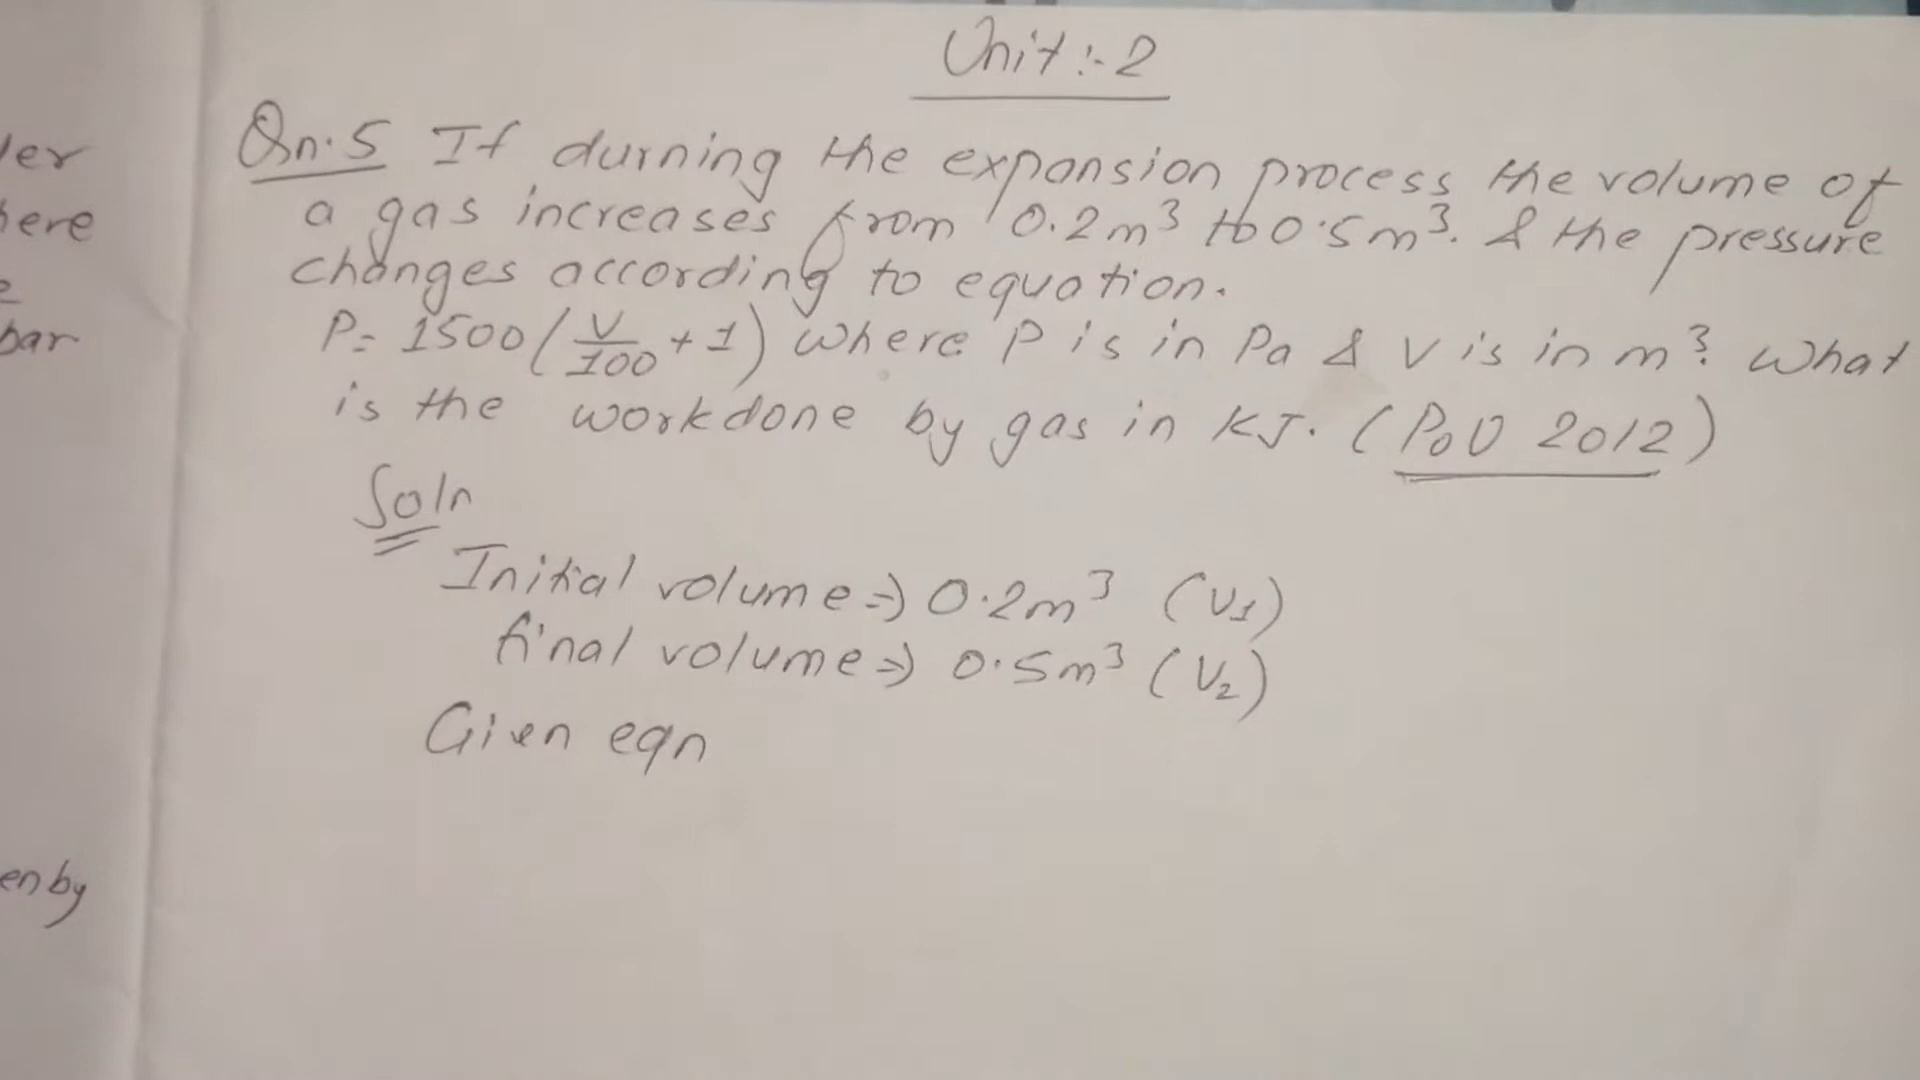 Unit :- 2
Qn. 5 If durning the expansion process the volume of
a gas increases from 0.2m³ to 0.5m³. & the pressure
changes according to equation.
P= 1500(V/100 + 1) where P is in Pa & V is in m³. What
is the workdone by gas in KJ. (PoU 2012)
Soln
Initial volume => 0.2m³ (V1)
final volume => 0.5m³ (V2)
Given eqn
here
bar
en by